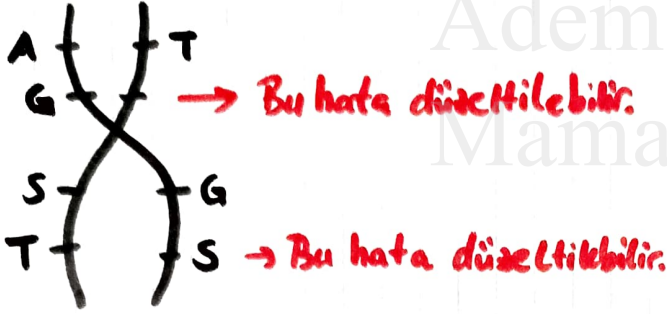 Adem
A T
G → Bu hata düzeltilebilir.
Mama
S G
T S → Bu hata düzeltilebilir.